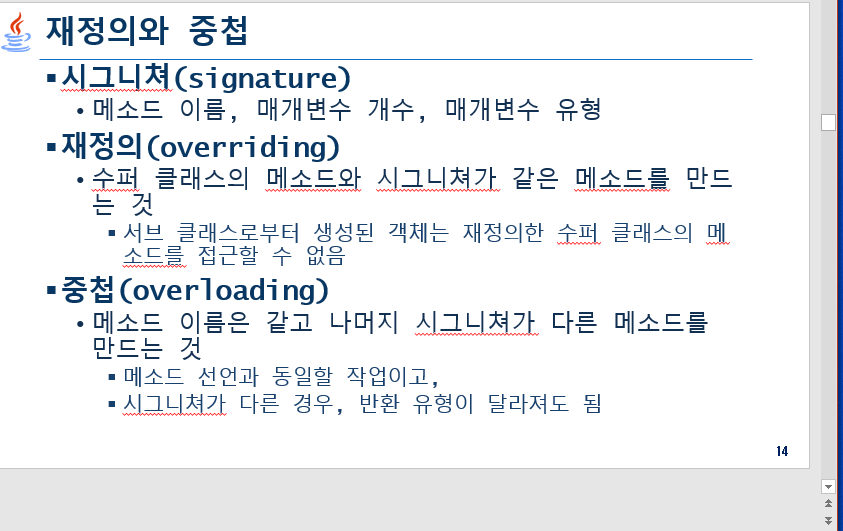 재정의와 중첩
▪시그니쳐(signature)
•메소드 이름, 매개변수 개수, 매개변수 유형
▪재정의(overriding)
•수퍼 클래스의 메소드와 시그니쳐가 같은 메소드를 만드
는 것
▪서브 클래스로부터 생성된 객체는 재정의한 수퍼 클래스의 메
소드를 접근할 수 없음
▪중첩(overloading)
•메소드 이름은 같고 나머지 시그니쳐가 다른 메소드를
만드는 것
▪메소드 선언과 동일할 작업이고,
▪시그니쳐가 다른 경우, 반환 유형이 달라져도 됨
14